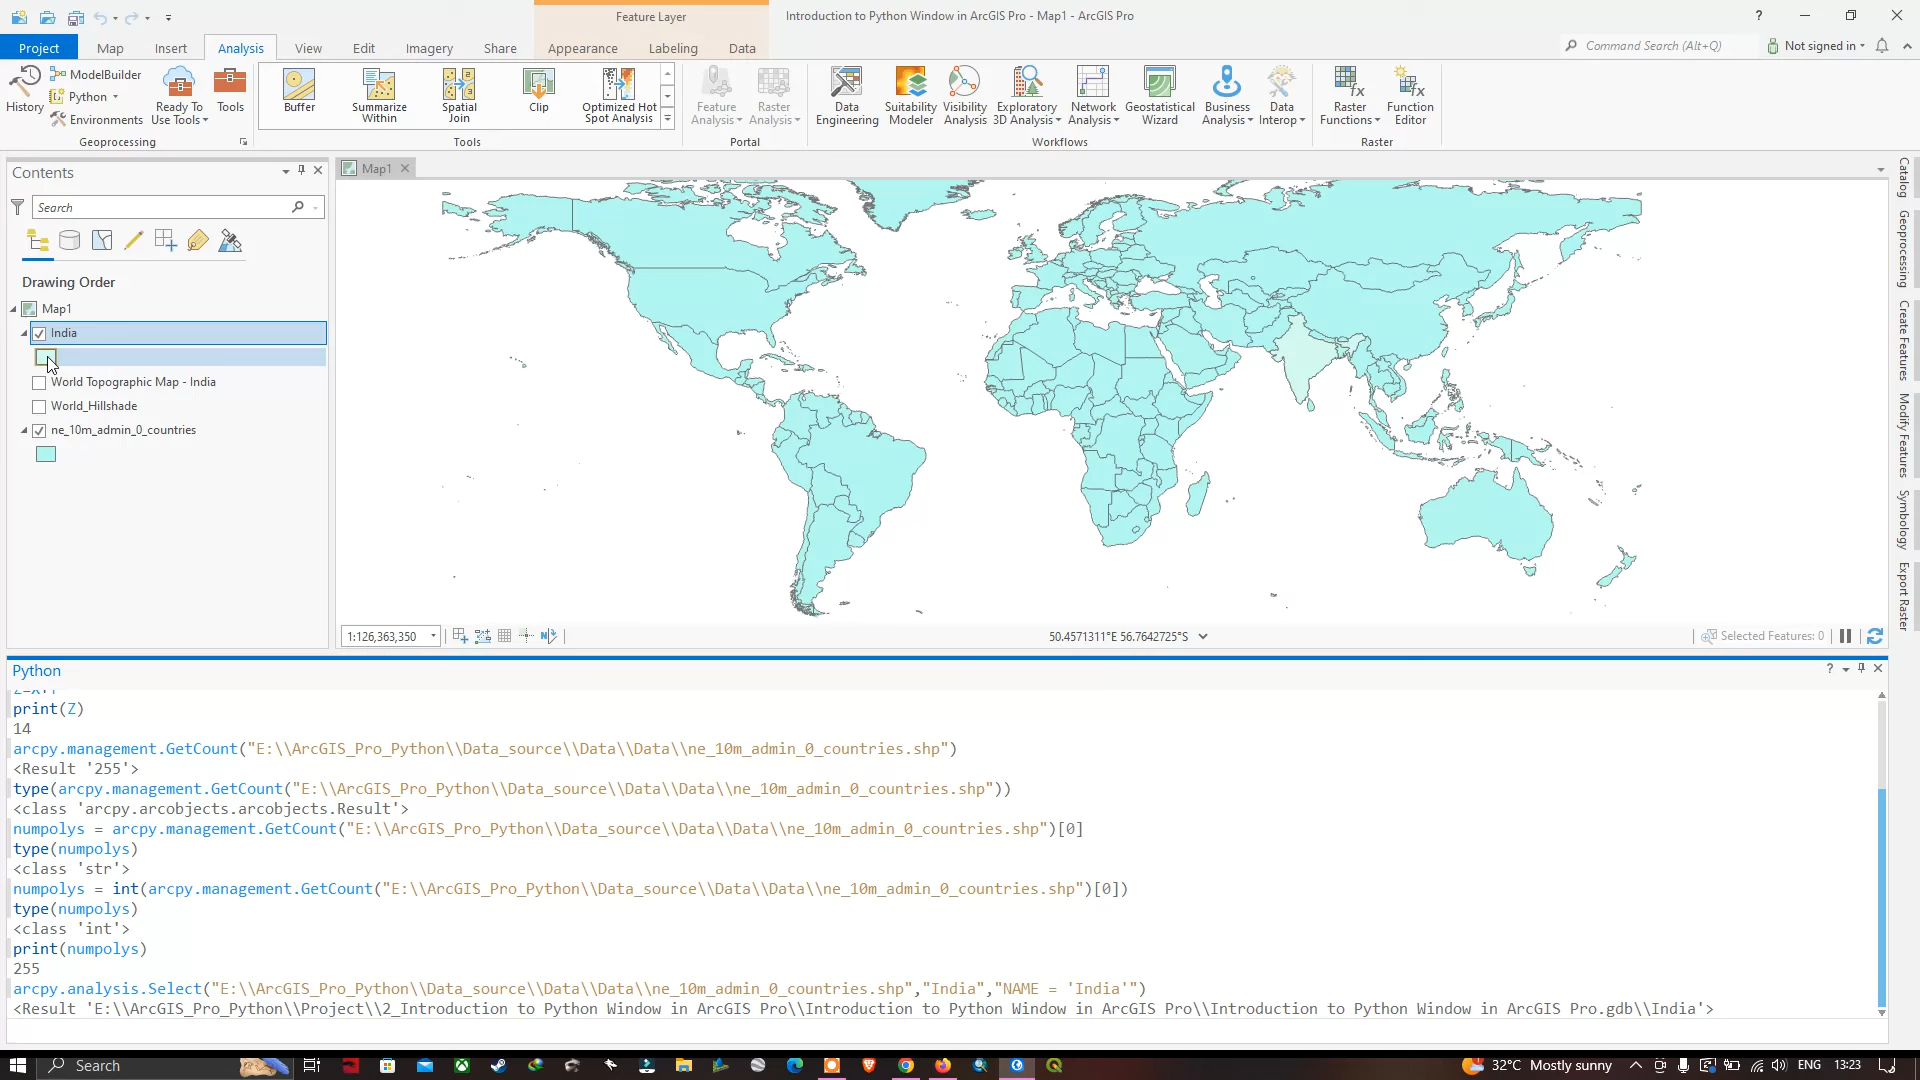 Feature Layer
Introduction to Python Window in ArcGIS Pro - Map1 - ArcGIS Pro
?
Project
Map
Insert
Analysis
View
Edit
Imagery
Share
Appearance
Labeling
Data
Command Search (Alt+Q)
Not signed in
History
ModelBuilder
Python
Environments
Ready To
Use Tools
Tools
Buffer
Summarize
Within
Spatial
Join
Clip
Optimized Hot
Spot Analysis
Feature
Analysis
Raster
Analysis
Data
Engineering
Suitability
Modeler
Visibility
Analysis
Exploratory
3D Analysis
Network
Analysis
Geostatistical
Wizard
Business
Analysis
Data
Interop
Raster
Functions
Function
Editor
Geoprocessing
Tools
Portal
Workflows
Raster
Contents
Search
Drawing Order
Map1
India
World Topographic Map - India
World_Hillshade
ne_10m_admin_0_countries
Map1
1:126,363,350
50.4571311°E 56.7642725°S
Selected Features: 0
Catalog
Geoprocessing
Create Features
Modify Features
Symbology
Export Raster
Python
?
print(Z)
14
arcpy.management.GetCount("E:\\ArcGIS_Pro_Python\\Data_source\\Data\\Data\\ne_10m_admin_0_countries.shp")
<Result '255'>
type(arcpy.management.GetCount("E:\\ArcGIS_Pro_Python\\Data_source\\Data\\Data\\ne_10m_admin_0_countries.shp"))
<class 'arcpy.arcobjects.arcobjects.Result'>
numpolys = arcpy.management.GetCount("E:\\ArcGIS_Pro_Python\\Data_source\\Data\\Data\\ne_10m_admin_0_countries.shp")[0]
type(numpolys)
<class 'str'>
numpolys = int(arcpy.management.GetCount("E:\\ArcGIS_Pro_Python\\Data_source\\Data\\Data\\ne_10m_admin_0_countries.shp")[0])
type(numpolys)
<class 'int'>
print(numpolys)
255
arcpy.analysis.Select("E:\\ArcGIS_Pro_Python\\Data_source\\Data\\Data\\ne_10m_admin_0_countries.shp","India","NAME = 'India'")
<Result 'E:\\ArcGIS_Pro_Python\\Project\\2_Introduction to Python Window in ArcGIS Pro\\Introduction to Python Window in ArcGIS Pro\\Introduction to Python Window in ArcGIS Pro.gdb\\India'>
Search
32°C Mostly sunny
ENG
13:23